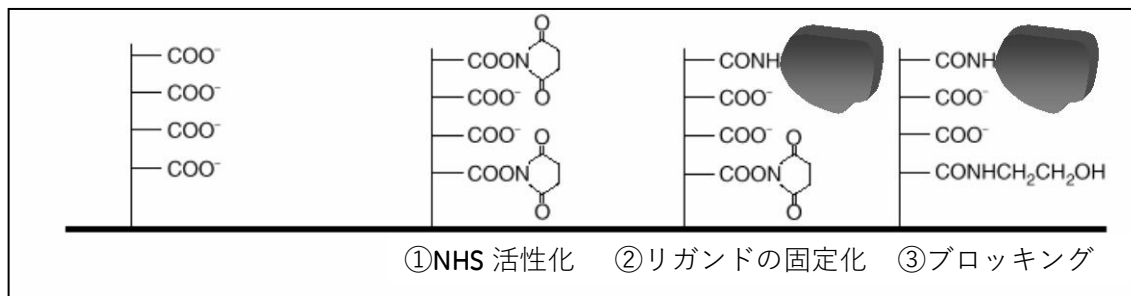 COO⁻
COO⁻
COO⁻
COO⁻
O
COON
O
COO⁻
COO⁻
O
COON
O
CONH
COO⁻
COO⁻
O
COON
O
CONH
COO⁻
COO⁻
CONHCH₂CH₂OH
①NHS 活性化
②リガンドの固定化
③ブロッキング